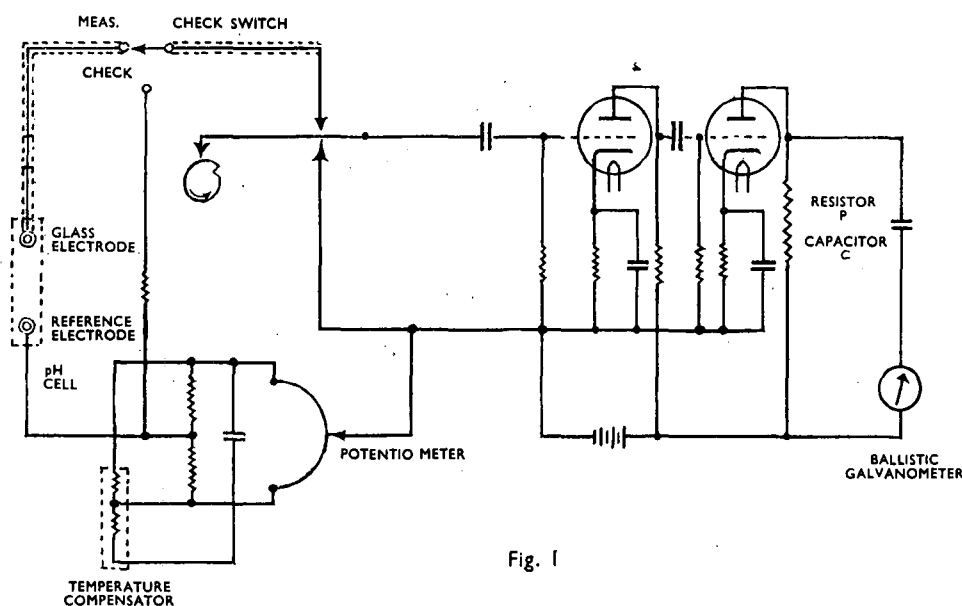 MEAS.
CHECK SWITCH
CHECK
GLASS
ELECTRODE
REFERENCE
ELECTRODE
pH
CELL
RESISTOR
P
CAPACITOR
C
POTENTIO METER
BALLISTIC
GALVANOMETER
TEMPERATURE
COMPENSATOR
Fig. 1